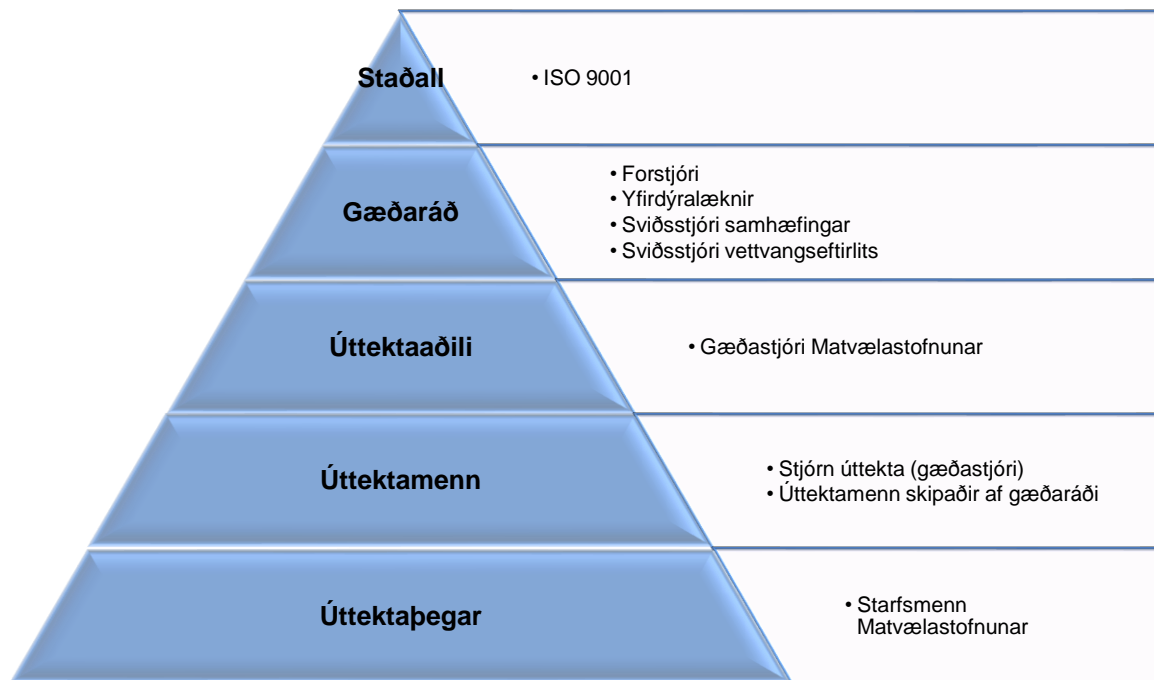 Staðall
• ISO 9001
Gæðaráð
• Forstjóri
• Yfirdýralæknir
• Sviðsstjóri samhæfingar
• Sviðsstjóri vettvangseftirlits
Úttektaaðili
• Gæðastjóri Matvælastofnunar
Úttektamenn
• Stjórn úttekta (gæðastjóri)
• Úttektamenn skipaðir af gæðaráði
Úttektaþegar
• Starfsmenn
Matvælastofnunar